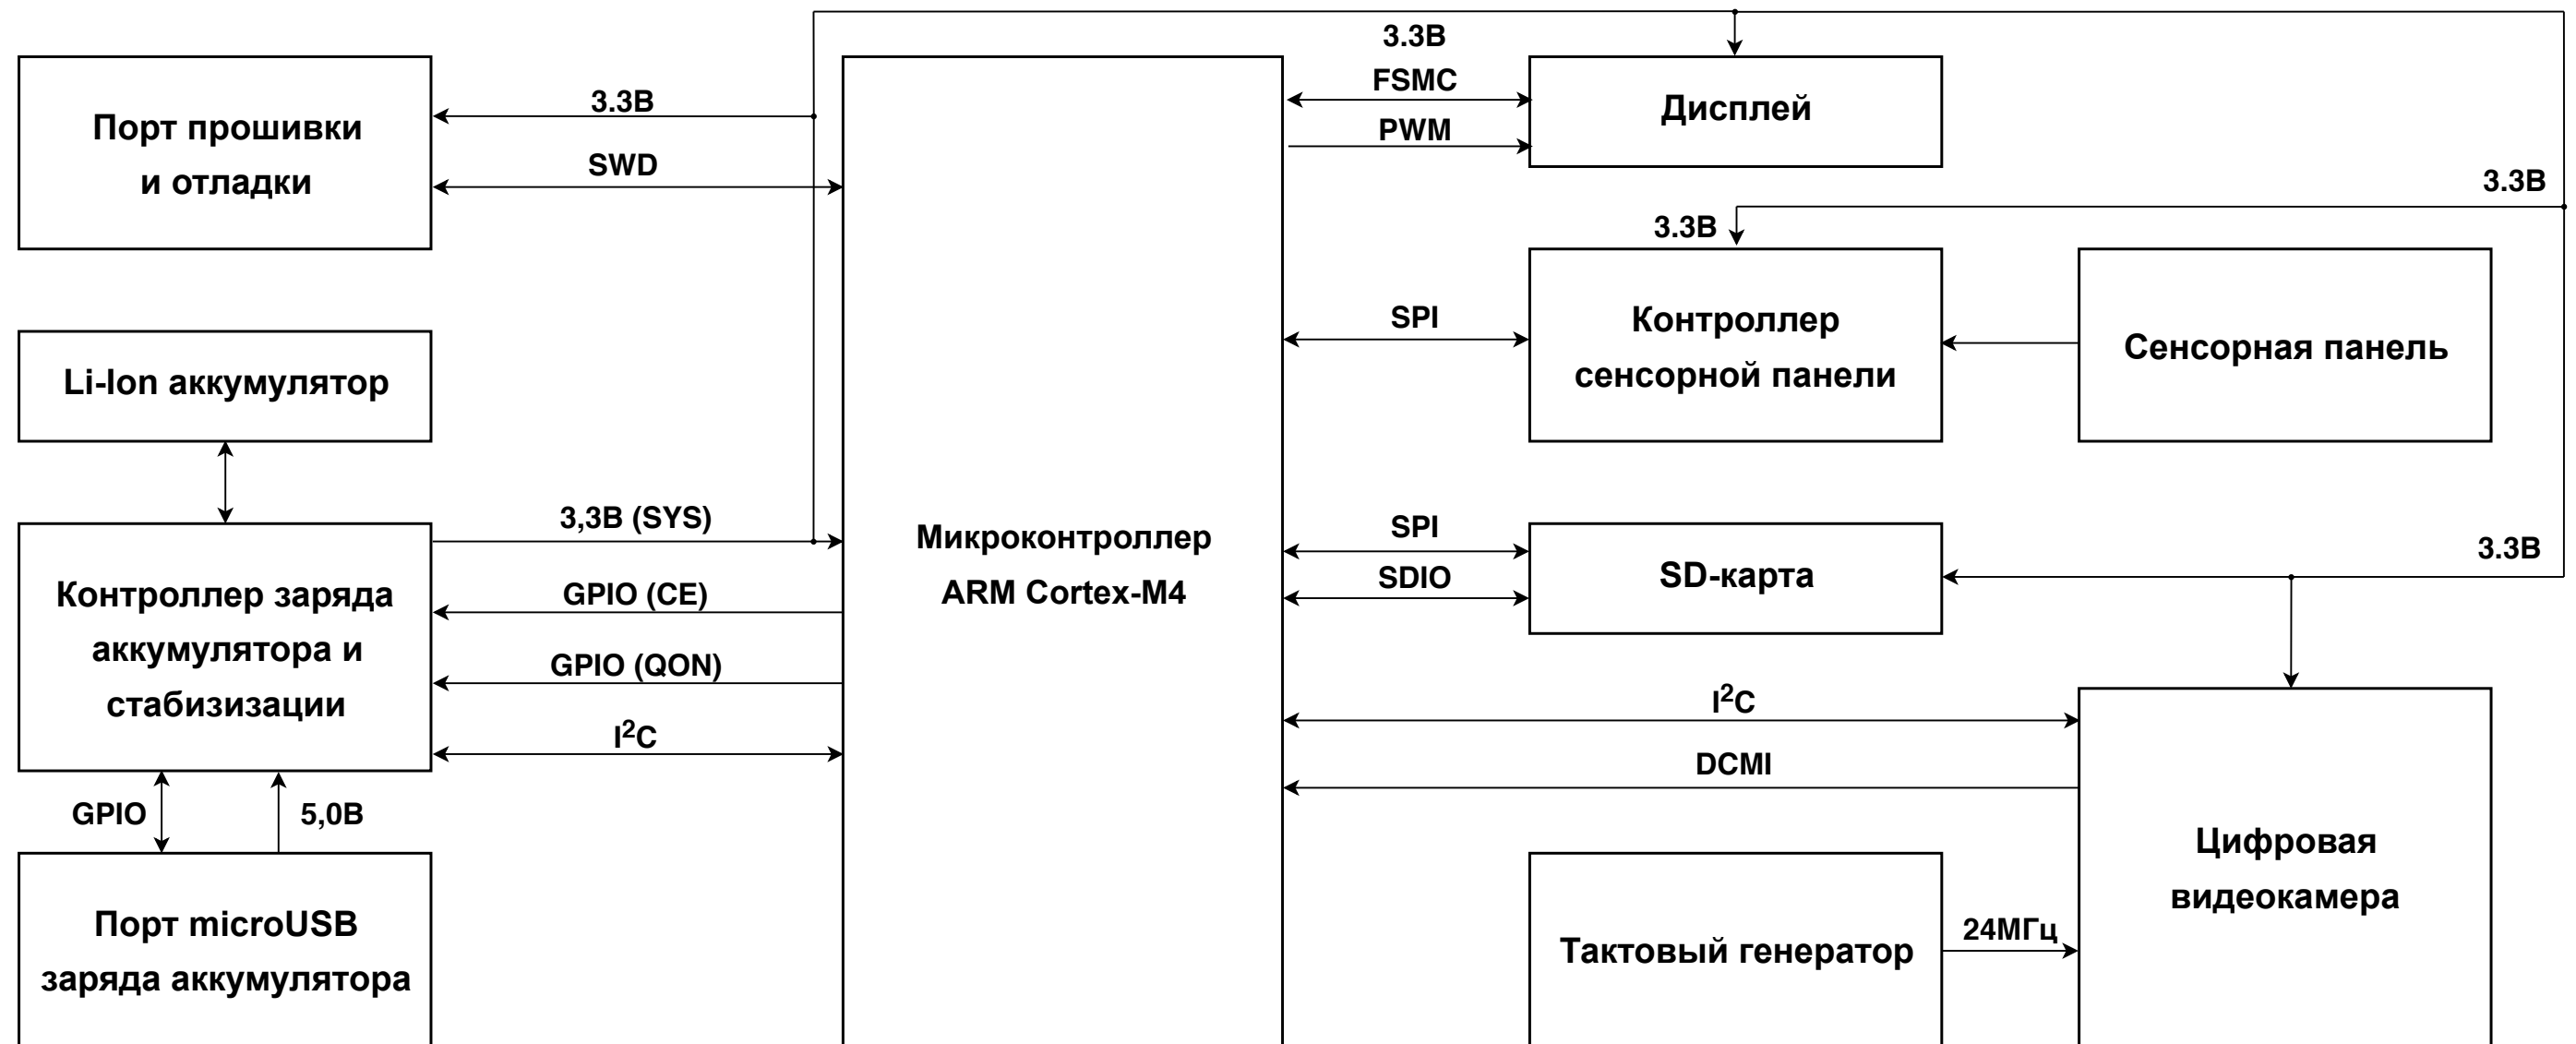 3.3В
FSMC
PWM
3.3В
SWD
Порт прошивки
и отладки
Дисплей
3.3В
3.3В
SPI
Контроллер
сенсорной панели
Сенсорная панель
Li-Ion аккумулятор
3,3В (SYS)
GPIO (CE)
GPIO (QON)
I²C
Контроллер заряда
аккумулятора и
стабизизации
Микроконтроллер
ARM Cortex-M4
SPI
SDIO
SD-карта
3.3В
I²C
DCMI
GPIO
5,0В
Порт microUSB
заряда аккумулятора
Тактовый генератор
24МГц
Цифровая
видеокамера